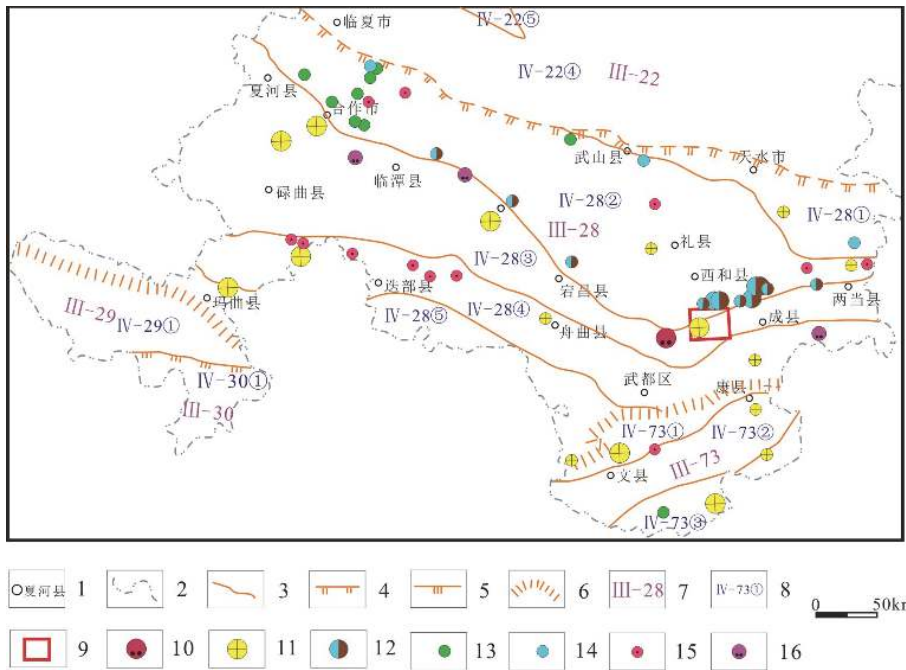 临夏市
IV-22⑤
夏河县
IV-22④
III-22
合作市
武山县
天水市
临潭县
碌曲县
IV-28②
IV-28①
III-28
礼县
IV-28③
西和县
迭部县
宕昌县
两当县
玛曲县
III-29
IV-29①
IV-28④
IV-28⑤
舟曲县
成县
IV-30①
III-30
武都区
康县
IV-73①
IV-73②
III-73
文县
IV-73③
夏河县 1
2
3
4
5
6
III-28 7
IV-73① 8
0 50km
9
10
11
12
13
14
15
16